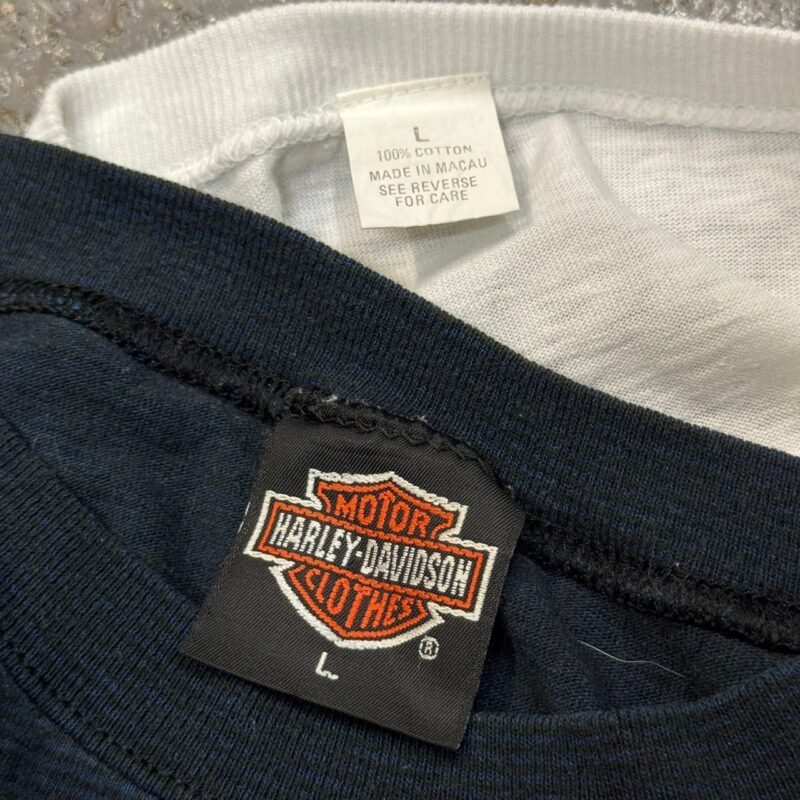 L
100% COTTON
MADE IN MACAU
SEE REVERSE
FOR CARE
MOTOR
HARLEY-DAVIDSON
CLOTHES
®
L